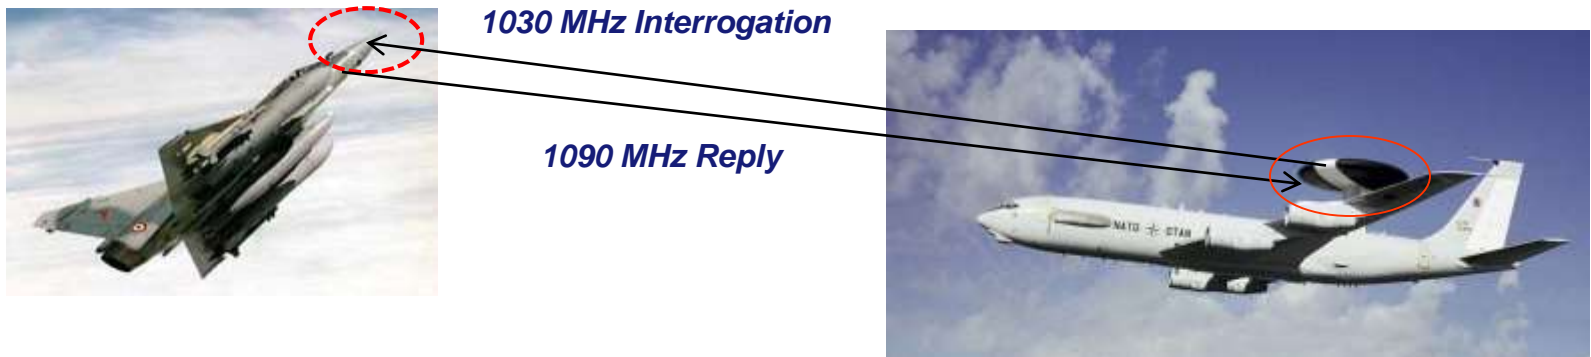 1030 MHz Interrogation
1090 MHz Reply
NATO OTAN